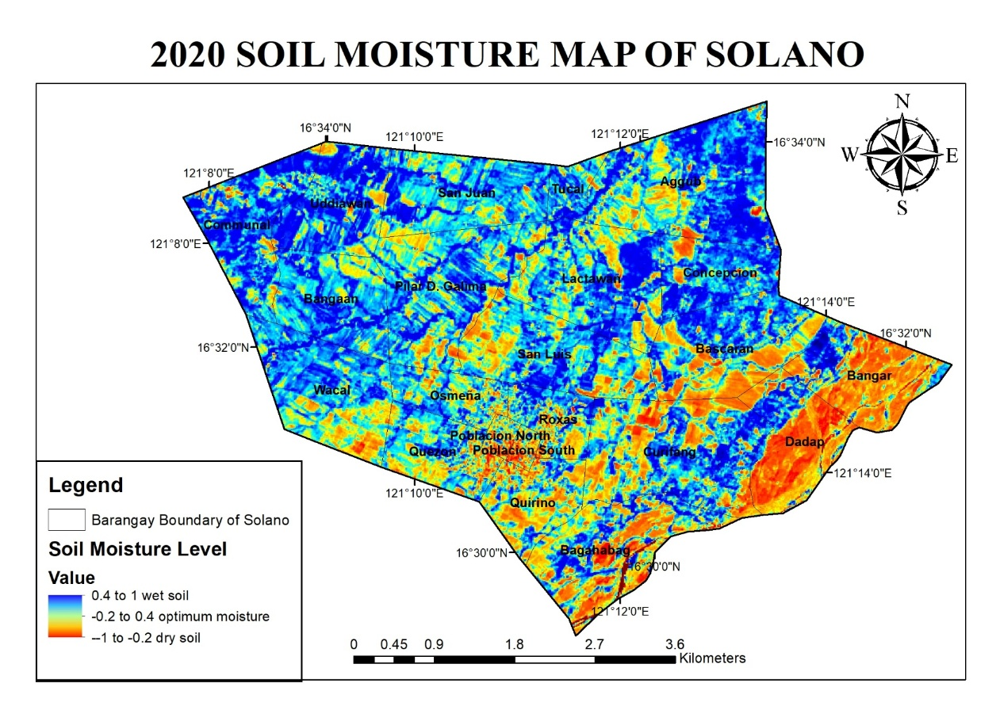 2020 SOIL MOISTURE MAP OF SOLANO
N
W E
S
16°34'0"N
121°10'0"E
121°12'0"E
16°34'0"N
121°8'0"E
121°8'0"E
16°32'0"N
121°14'0"E
16°32'0"N
121°14'0"E
121°10'0"E
16°30'0"N
16°30'0"N
121°12'0"E
Aggub
Tucal
San Juan
Uddiawan
Communal
Concepcion
Lactawan
Pilar D. Galima
Bangaan
Bascaran
San Luis
Bangar
Wacal
Osmeña
Roxas
Poblacion North
Dadap
Quezon
Poblacion South
Curifang
Quirino
Bagahabag
Legend
Barangay Boundary of Solano
Soil Moisture Level
Value
0.4 to 1 wet soil
-0.2 to 0.4 optimum moisture
--1 to -0.2 dry soil
0 0.45 0.9 1.8 2.7 3.6
Kilometers